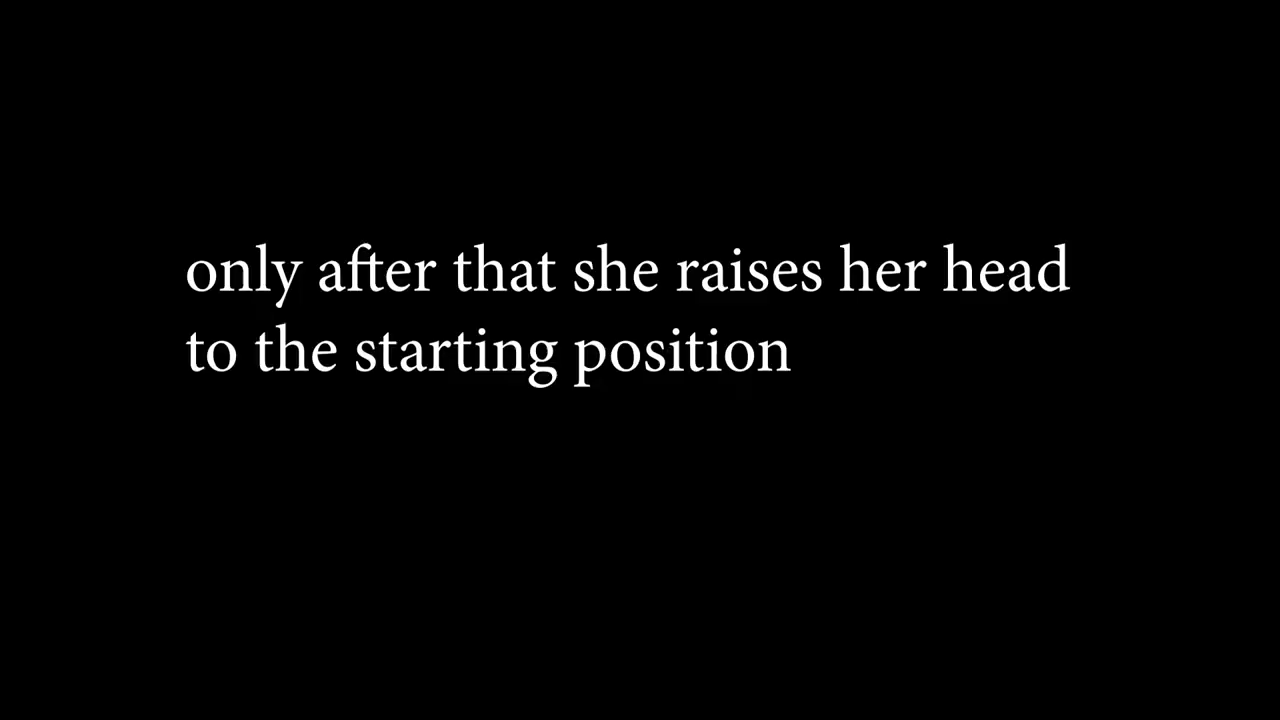 only after that she raises her head
to the starting position